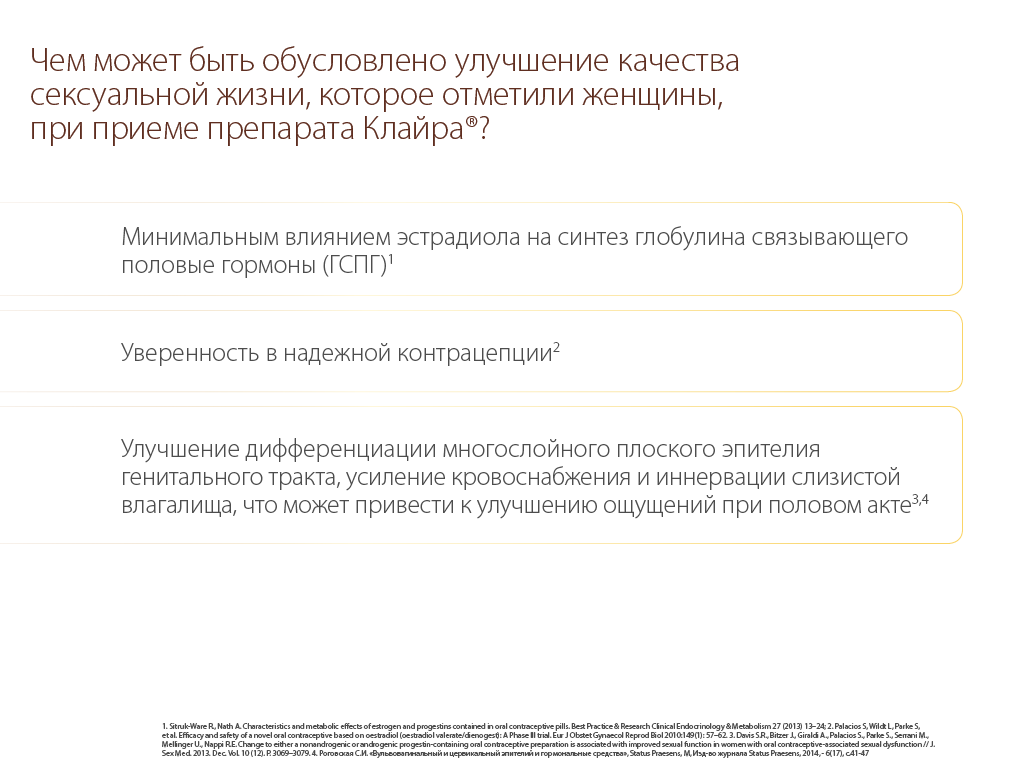 Чем может быть обусловлено улучшение качества
сексуальной жизни, которое отметили женщины,
при приеме препарата Клайра®?
Минимальным влиянием эстрадиола на синтез глобулина связывающего
половые гормоны (ГСПГ)1
Уверенность в надежной контрацепции2
Улучшение дифференциации многослойного плоского эпителия
генитального тракта, усиление кровоснабжения и иннервации слизистой
влагалища, что может привести к улучшению ощущений при половом акте3,4
1. Sitruk-Ware R., Nath A. Characteristics and metabolic effects of estrogen and progestins contained in oral contraceptive pills. Best Practice & Research Clinical Endocrinology & Metabolism 27 (2013) 13–24; 2. Palacios S, Wildt L, Parke S,
et al. Efficacy and safety of a novel oral contraceptive based on oestradiol (oestradiol valerate/dienogest): A Phase III trial. Eur J Obstet Gynaecol Reprod Biol 2010:149(1): 57–62. 3. Davis S.R., Bitzer J., Giraldi A., Palacios S., Parke S., Serrani M.,
Mellinger U., Nappi R.E. Change to either a nonandrogenic or androgenic progestin-containing oral contraceptive preparation is associated with improved sexual function in women with oral contraceptive-associated sexual dysfunction // J.
Sex Med. 2013. Dec. Vol. 10 (12). P. 3069–3079. 4. Роговская С.И. «Вульвовагинальный и цервикальный эпителий и гормональные средства», Status Praesens, М, Изд-во журнала Status Praesens, 2014,- 6(17), с.41-47